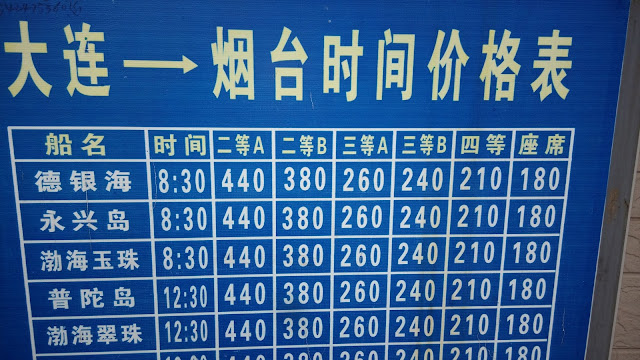 大连→烟台时间价格表
船名 时间 二等A 二等B 三等A 三等B 四等 座席
德银海 8:30 440 380 260 240 210 180
永兴岛 8:30 440 380 260 240 210 180
渤海玉珠 8:30 440 380 260 240 210 180
普陀岛 12:30 440 380 260 240 210 180
渤海翠珠 12:30 440 380 260 240 210 180